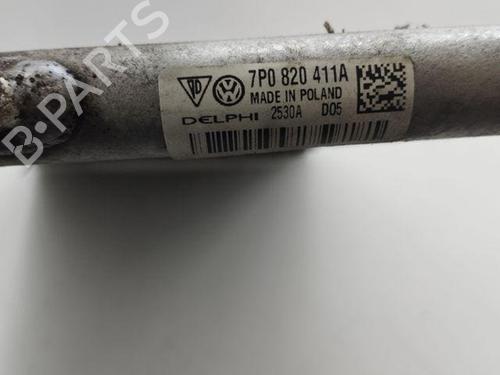 7P0 820 411A
MADE IN POLAND
DELPHI 2530A D05
B-PARTS